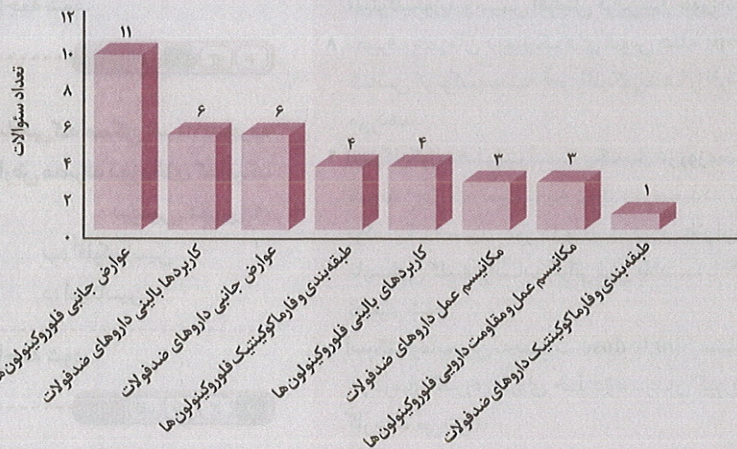 تعداد سئوالات
۱۲
۱۰
۸
۶
۴
۲
۰
۱۱
۶
۶
۴
۴
۳
۳
۱
عوارض جانبی فلوروکینولون‌ها
کاربردها بالینی داروهای ضدفولات
عوارض جانبی داروهای ضدفولات
طبقه‌بندی و فارماکوکینتیک فلوروکینولون‌ها
کاربردهای بالینی فلوروکینولون‌ها
مکانیسم عمل داروهای ضدفولات
مکانیسم عمل و مقاومت دارویی فلوروکینولون‌ها
طبقه‌بندی و فارماکوکینتیک داروهای ضدفولات